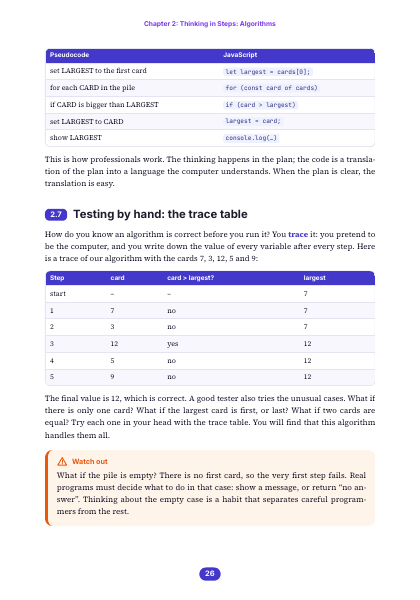 Chapter 2: Thinking in Steps: Algorithms
Pseudocode JavaScript
set LARGEST to the first card let largest = cards[0];
for each CARD in the pile for (const card of cards)
if CARD is bigger than LARGEST if (card > largest)
set LARGEST to CARD largest = card;
show LARGEST console.log(…)
This is how professionals work. The thinking happens in the plan; the code is a transla-
tion of the plan into a language the computer understands. When the plan is clear, the
translation is easy.
2.7 Testing by hand: the trace table
How do you know an algorithm is correct before you run it? You trace it: you pretend to
be the computer, and you write down the value of every variable after every step. Here
is a trace of our algorithm with the cards 7, 3, 12, 5 and 9:
Step card card > largest? largest
start – – 7
1 7 no 7
2 3 no 7
3 12 yes 12
4 5 no 12
5 9 no 12
The final value is 12, which is correct. A good tester also tries the unusual cases. What if
there is only one card? What if the largest card is first, or last? What if two cards are
equal? Try each one in your head with the trace table. You will find that this algorithm
handles them all.
Watch out
What if the pile is empty? There is no first card, so the very first step fails. Real
programs must decide what to do in that case: show a message, or return “no an-
swer”. Thinking about the empty case is a habit that separates careful program-
mers from the rest.
26